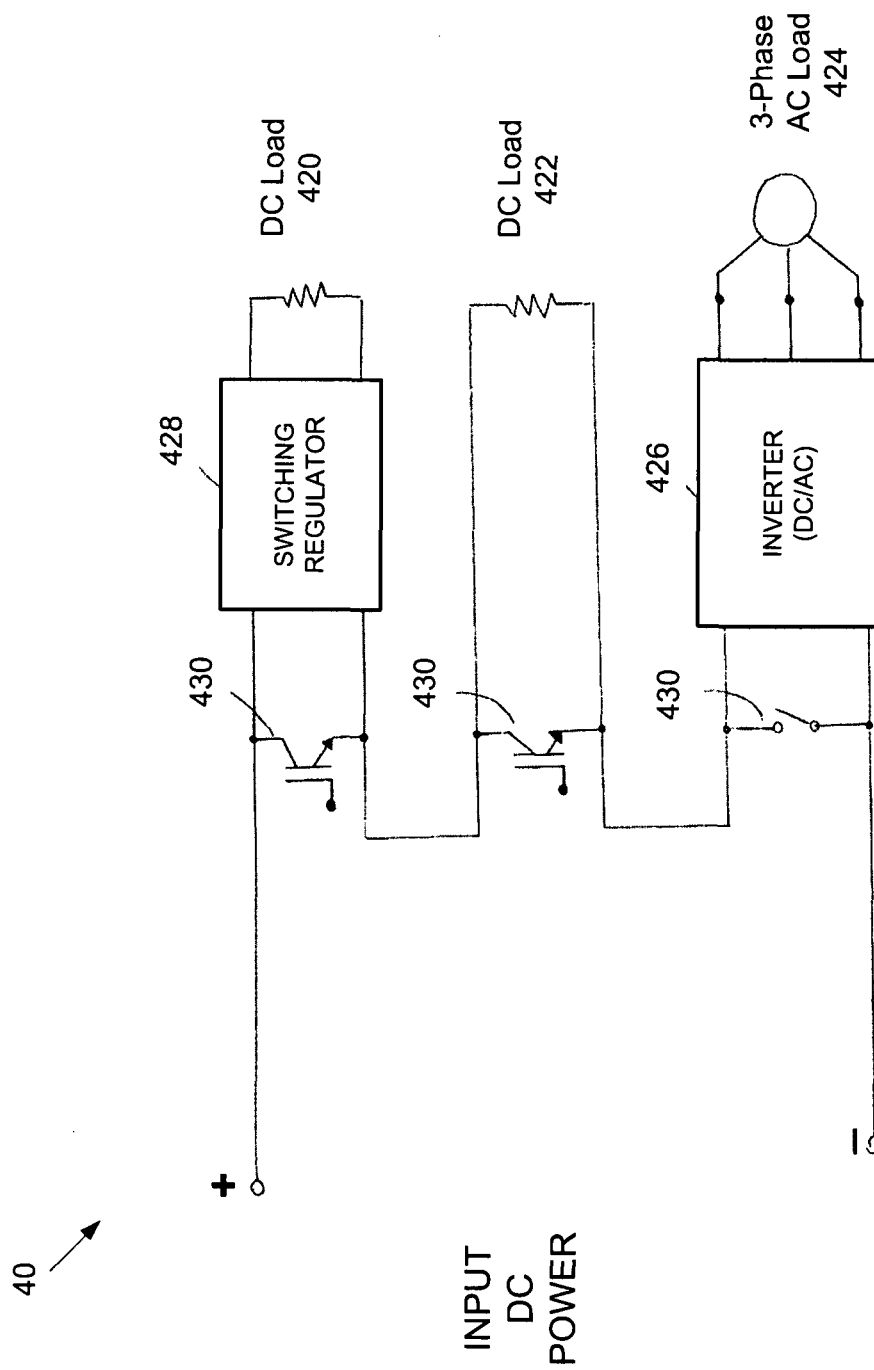 40
INPUT
DC
POWER
+
−
430
430
430
428
SWITCHING
REGULATOR
426
INVERTER
(DC/AC)
DC Load
420
DC Load
422
3-Phase
AC Load
424